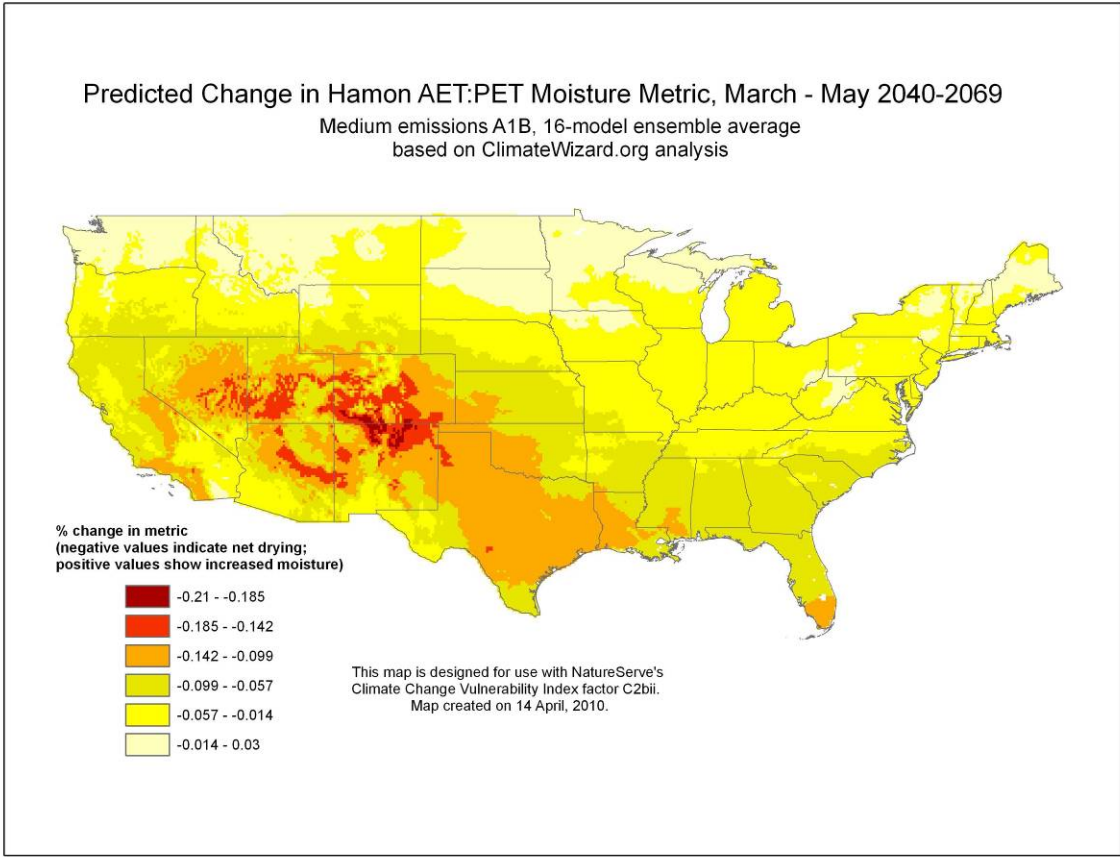 Predicted Change in Hamon AET:PET Moisture Metric, March - May 2040-2069
Medium emissions A1B, 16-model ensemble average
based on ClimateWizard.org analysis
% change in metric
(negative values indicate net drying;
positive values show increased moisture)
-0.21 - -0.185
-0.185 - -0.142
-0.142 - -0.099
-0.099 - -0.057
-0.057 - -0.014
-0.014 - 0.03
This map is designed for use with NatureServe's
Climate Change Vulnerability Index factor C2bii.
Map created on 14 April, 2010.